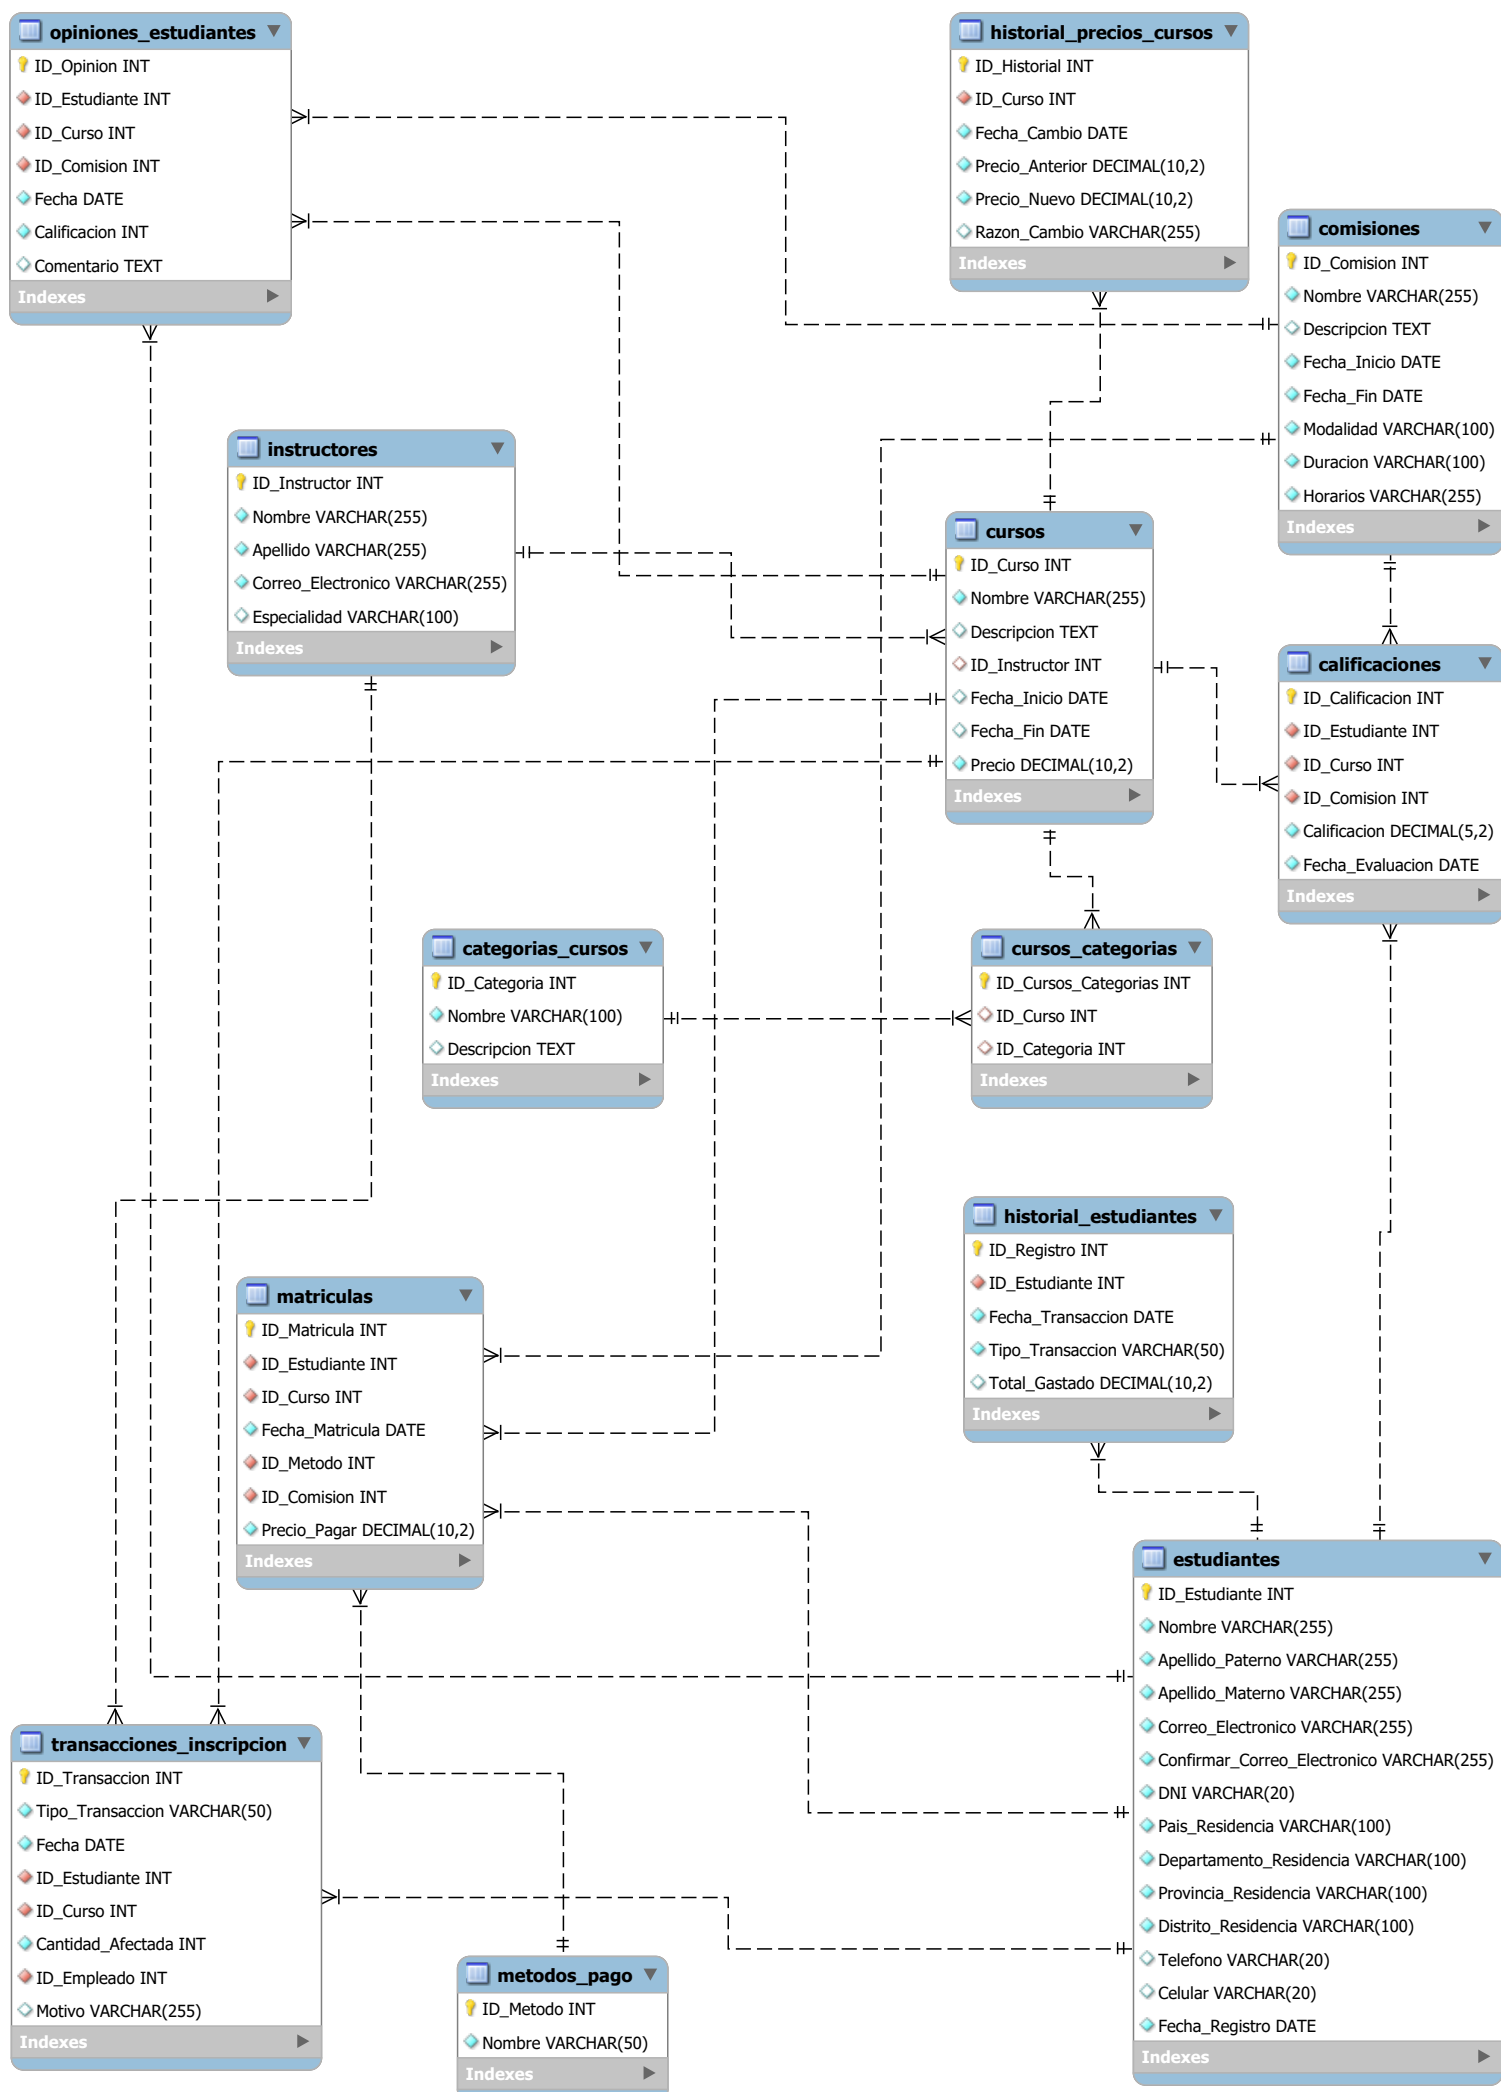 opiniones_estudiantes
ID_Opinion INT
ID_Estudiante INT
ID_Curso INT
ID_Comision INT
Fecha DATE
Calificacion INT
Comentario TEXT
Indexes
historial_precios_cursos
ID_Historial INT
ID_Curso INT
Fecha_Cambio DATE
Precio_Anterior DECIMAL(10,2)
Precio_Nuevo DECIMAL(10,2)
Razon_Cambio VARCHAR(255)
Indexes
comisiones
ID_Comision INT
Nombre VARCHAR(255)
Descripcion TEXT
Fecha_Inicio DATE
Fecha_Fin DATE
Modalidad VARCHAR(100)
Duracion VARCHAR(100)
Horarios VARCHAR(255)
Indexes
instructores
ID_Instructor INT
Nombre VARCHAR(255)
Apellido VARCHAR(255)
Correo_Electronico VARCHAR(255)
Especialidad VARCHAR(100)
Indexes
cursos
ID_Curso INT
Nombre VARCHAR(255)
Descripcion TEXT
ID_Instructor INT
Fecha_Inicio DATE
Fecha_Fin DATE
Precio DECIMAL(10,2)
Indexes
calificaciones
ID_Calificacion INT
ID_Estudiante INT
ID_Curso INT
ID_Comision INT
Calificacion DECIMAL(5,2)
Fecha_Evaluacion DATE
Indexes
categorias_cursos
ID_Categoria INT
Nombre VARCHAR(100)
Descripcion TEXT
Indexes
cursos_categorias
ID_Cursos_Categorias INT
ID_Curso INT
ID_Categoria INT
Indexes
historial_estudiantes
ID_Registro INT
ID_Estudiante INT
Fecha_Transaccion DATE
Tipo_Transaccion VARCHAR(50)
Total_Gastado DECIMAL(10,2)
Indexes
matriculas
ID_Matricula INT
ID_Estudiante INT
ID_Curso INT
Fecha_Matricula DATE
ID_Metodo INT
ID_Comision INT
Precio_Pagar DECIMAL(10,2)
Indexes
estudiantes
ID_Estudiante INT
Nombre VARCHAR(255)
Apellido_Paterno VARCHAR(255)
Apellido_Materno VARCHAR(255)
Correo_Electronico VARCHAR(255)
Confirmar_Correo_Electronico VARCHAR(255)
DNI VARCHAR(20)
Pais_Residencia VARCHAR(100)
Departamento_Residencia VARCHAR(100)
Provincia_Residencia VARCHAR(100)
Distrito_Residencia VARCHAR(100)
Telefono VARCHAR(20)
Celular VARCHAR(20)
Fecha_Registro DATE
Indexes
transacciones_inscripcion
ID_Transaccion INT
Tipo_Transaccion VARCHAR(50)
Fecha DATE
ID_Estudiante INT
ID_Curso INT
Cantidad_Afectada INT
ID_Empleado INT
Motivo VARCHAR(255)
Indexes
metodos_pago
ID_Metodo INT
Nombre VARCHAR(50)
Indexes